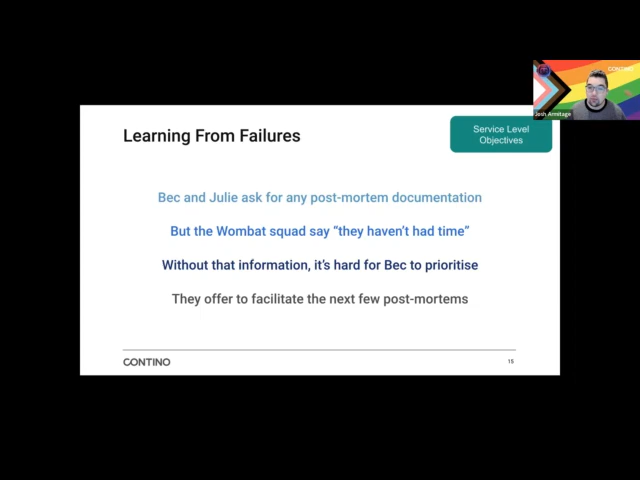 CONTINO
Josh Armitage
Learning From Failures
Service Level
Objectives
Bec and Julie ask for any post-mortem documentation
But the Wombat squad say “they haven’t had time”
Without that information, it’s hard for Bec to prioritise
They offer to facilitate the next few post-mortems
CONTINO
15